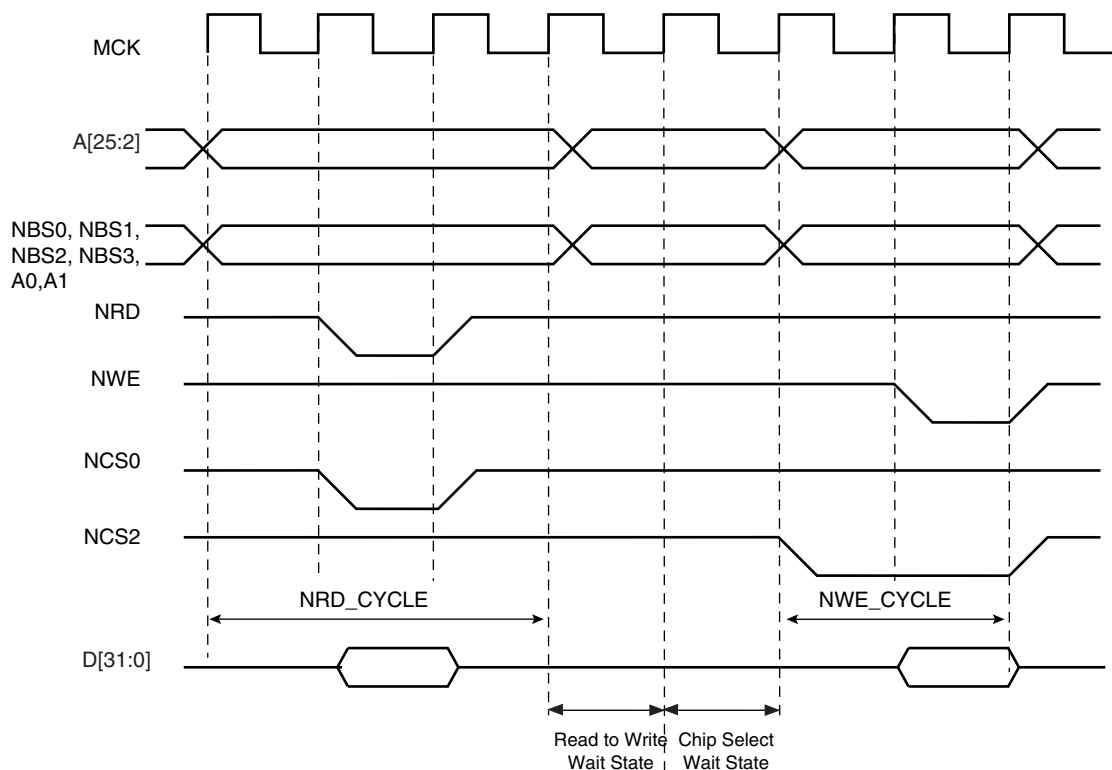 MCK
A[25:2]
NBS0, NBS1,
NBS2, NBS3,
A0,A1
NRD
NWE
NCS0
NCS2
NRD_CYCLE
NWE_CYCLE
D[31:0]
Read to Write
Wait State
Chip Select
Wait State